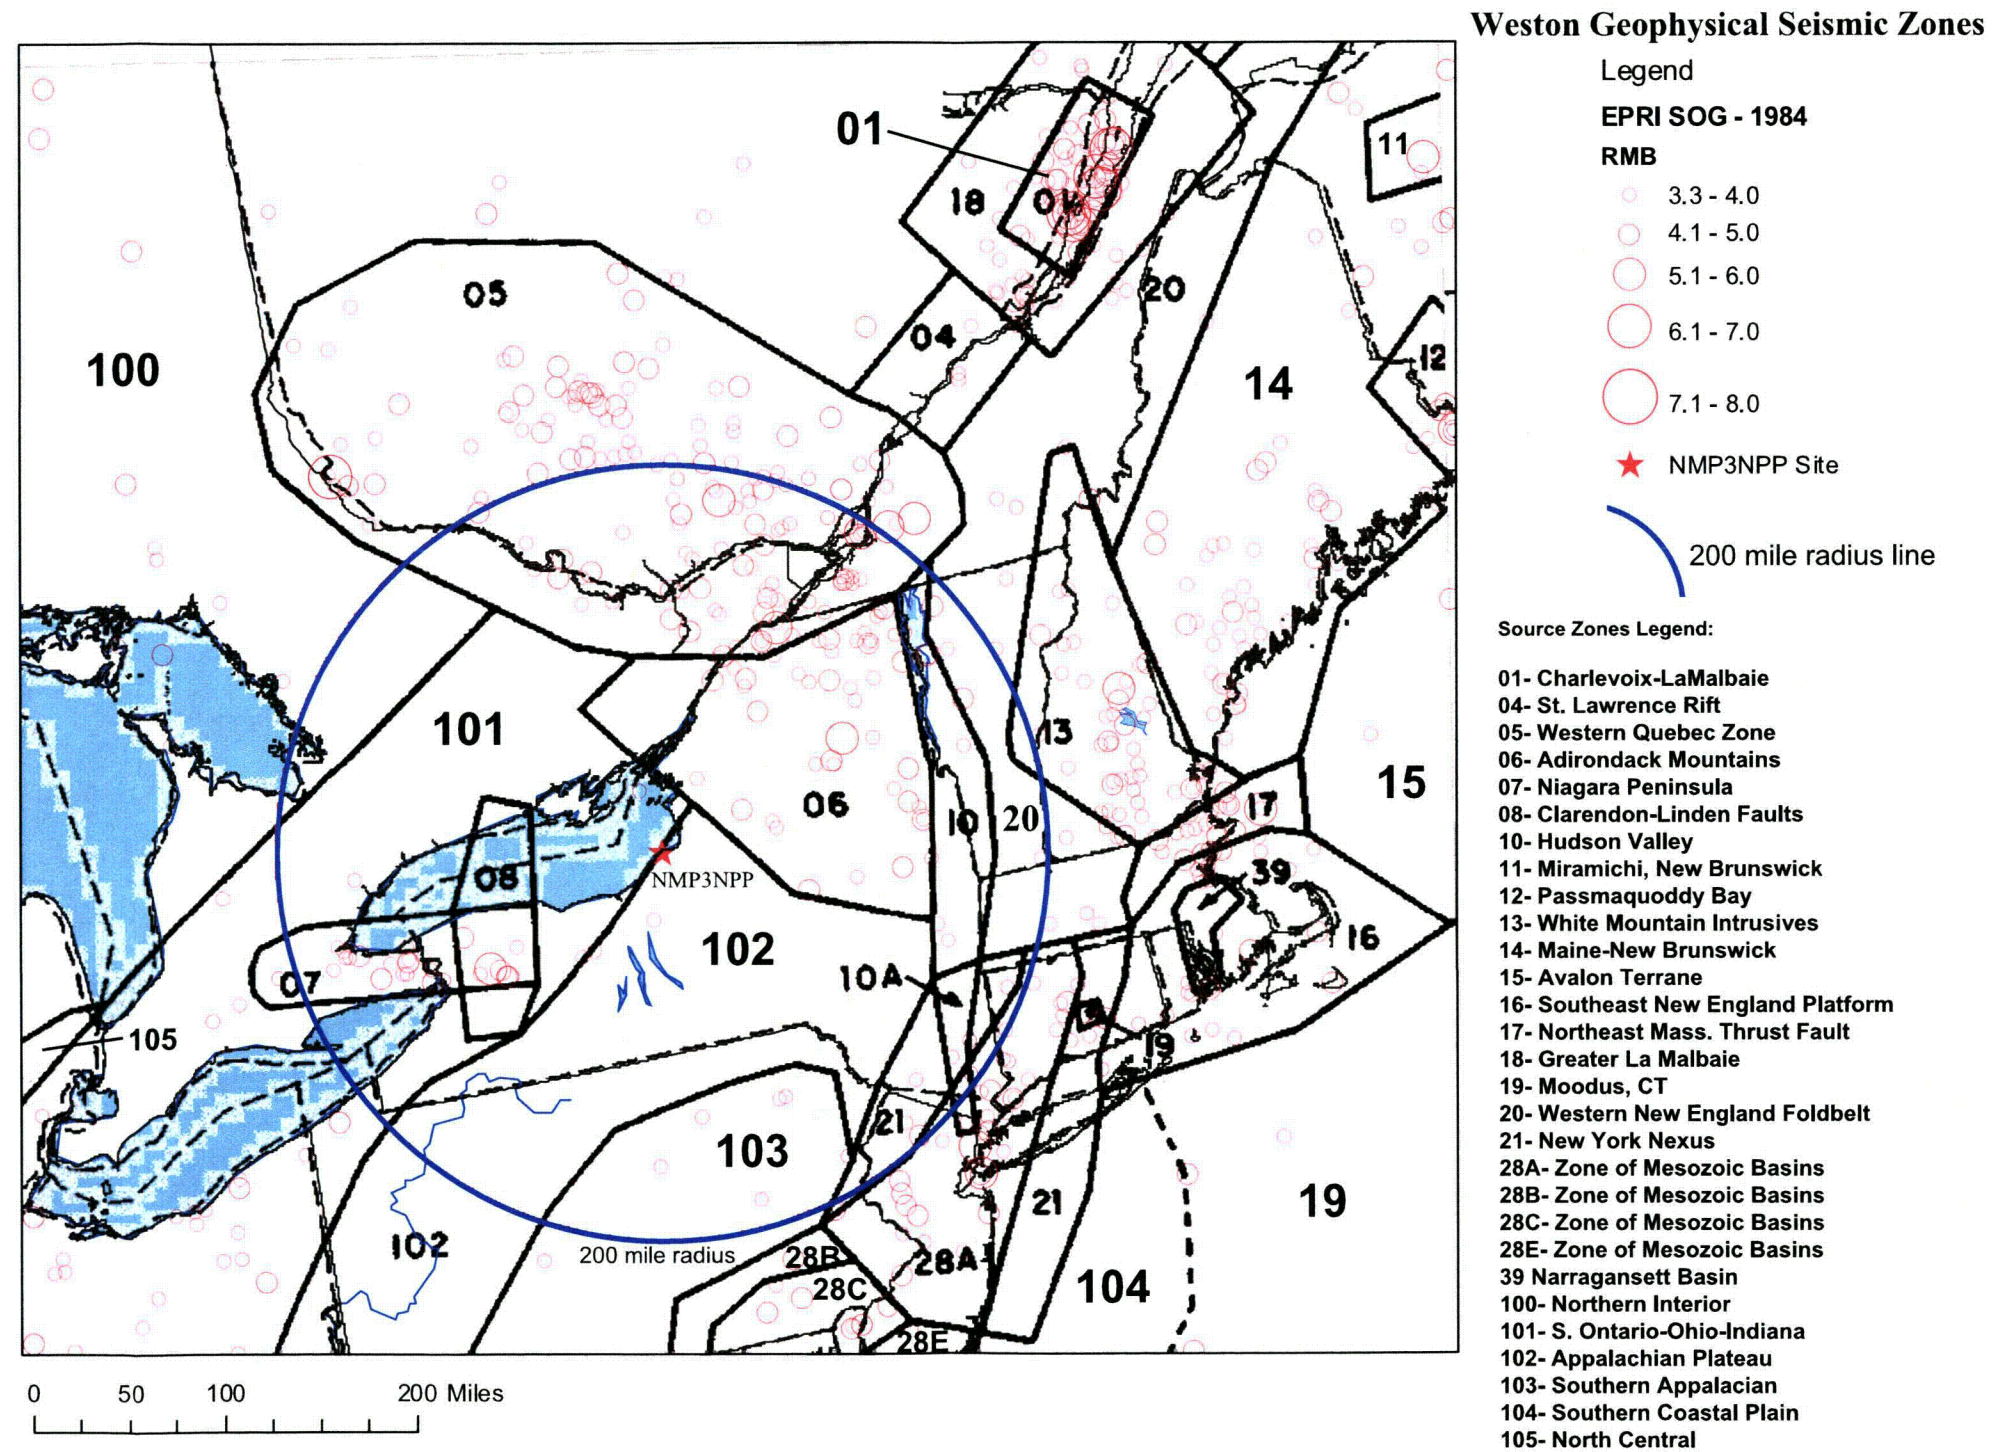 Weston Geophysical Seismic Zones
Legend
EPRI SOG - 1984
RMB
3.3 - 4.0
4.1 - 5.0
5.1 - 6.0
6.1 - 7.0
7.1 - 8.0
NMP3NPP Site
200 mile radius line
Source Zones Legend:
01- Charlevoix-LaMalbaie
04- St. Lawrence Rift
05- Western Quebec Zone
06- Adirondack Mountains
07- Niagara Peninsula
08- Clarendon-Linden Faults
10- Hudson Valley
11- Miramichi, New Brunswick
12- Passmaquoddy Bay
13- White Mountain Intrusives
14- Maine-New Brunswick
15- Avalon Terrane
16- Southeast New England Platform
17- Northeast Mass. Thrust Fault
18- Greater La Malbaie
19- Moodus, CT
20- Western New England Foldbelt
21- New York Nexus
28A- Zone of Mesozoic Basins
28B- Zone of Mesozoic Basins
28C- Zone of Mesozoic Basins
28E- Zone of Mesozoic Basins
39 Narragansett Basin
100- Northern Interior
101- S. Ontario-Ohio-Indiana
102- Appalachian Plateau
103- Southern Appalacian
104- Southern Coastal Plain
105- North Central
01
11
18
01
20
05
04
12
100
14
101
13
15
06
17
10
20
08
NMP3NPP
39
102
16
10A
07
105
19
21
103
21
19
102
200 mile radius
28B
28A
28C
104
28E
0 50 100 200 Miles